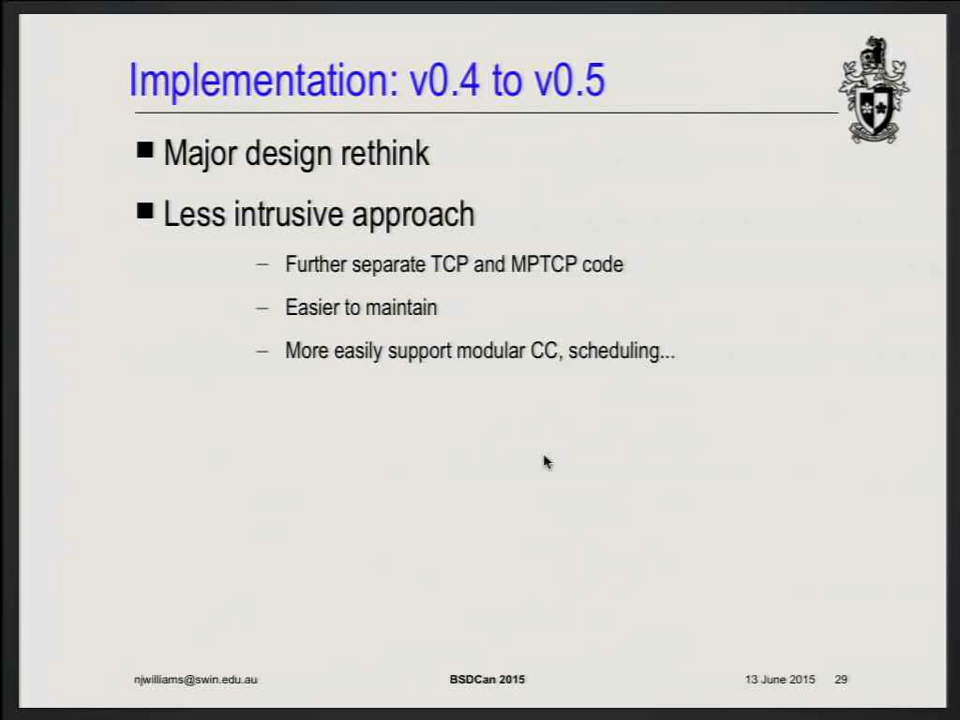 Implementation: v0.4 to v0.5
■ Major design rethink
■ Less intrusive approach
– Further separate TCP and MPTCP code
– Easier to maintain
– More easily support modular CC, scheduling...
njwilliams@swin.edu.au BSDCan 2015 13 June 2015 29